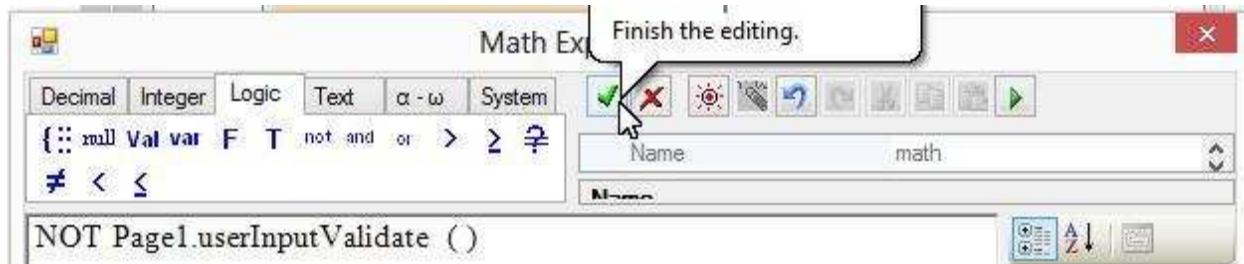 Finish the editing.
Math Exp
Decimal Integer Logic Text α - ω System
null Val var F T not and or > ≥ = ?
≠ < ≤
Name math
Name
NOT Page1.userInputValidate ( )
A Z